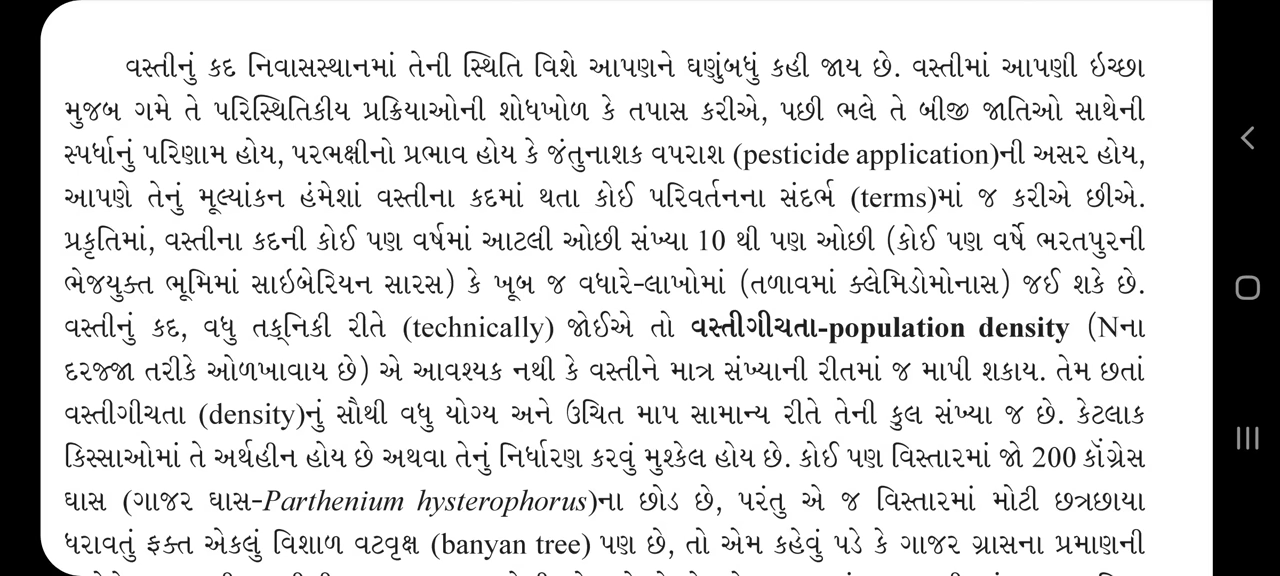 વસ્તીનું કદ નિવાસસ્થાનમાં તેની સ્થિતિ વિશે આપણને ઘણુંબધું કહી જાય છે. વસ્તીમાં આપણી ઇચ્છા
મુજબ ગમે તે પરિસ્થિતિકીય પ્રક્રિયાઓની શોધખોળ કે તપાસ કરીએ, પછી ભલે તે બીજી જાતિઓ સાથેની
સ્પર્ધાનું પરિણામ હોય, પરભક્ષીનો પ્રભાવ હોય કે જંતુનાશક વપરાશ (pesticide application)ની અસર હોય,
આપણે તેનું મૂલ્યાંકન હંમેશાં વસ્તીના કદમાં થતા કોઈ પરિવર્તનના સંદર્ભ (terms)માં જ કરીએ છીએ.
પ્રકૃતિમાં, વસ્તીના કદની કોઈ પણ વર્ષમાં આટલી ઓછી સંખ્યા 10 થી પણ ઓછી (કોઈ પણ વર્ષે ભરતપુરની
ભેજયુક્ત ભૂમિમાં સાઇબેરિયન સારસ) કે ખૂબ જ વધારે-લાખોમાં (તળાવમાં ક્લેમિડોમોનાસ) જઈ શકે છે.
વસ્તીનું કદ, વધુ તક્નિકી રીતે (technically) જોઈએ તો વસ્તીગીચતા-population density (Nના
દરજ્જા તરીકે ઓળખાવાય છે) એ આવશ્યક નથી કે વસ્તીને માત્ર સંખ્યાની રીતમાં જ માપી શકાય. તેમ છતાં
વસ્તીગીચતા (density)નું સૌથી વધુ યોગ્ય અને ઉચિત માપ સામાન્ય રીતે તેની કુલ સંખ્યા જ છે. કેટલાક
કિસ્સાઓમાં તે અર્થહીન હોય છે અથવા તેનું નિર્ધારણ કરવું મુશ્કેલ હોય છે. કોઈ પણ વિસ્તારમાં જો 200 કૉંગ્રેસ
ઘાસ (ગાજર ઘાસ-Parthenium hysterophorus)ના છોડ છે, પરંતુ એ જ વિસ્તારમાં મોટી છત્રછાયા
ધરાવતું ફક્ત એકલું વિશાળ વટવૃક્ષ (banyan tree) પણ છે, તો એમ કહેવું પડે કે ગાજર ગ્રાસના પ્રમાણની